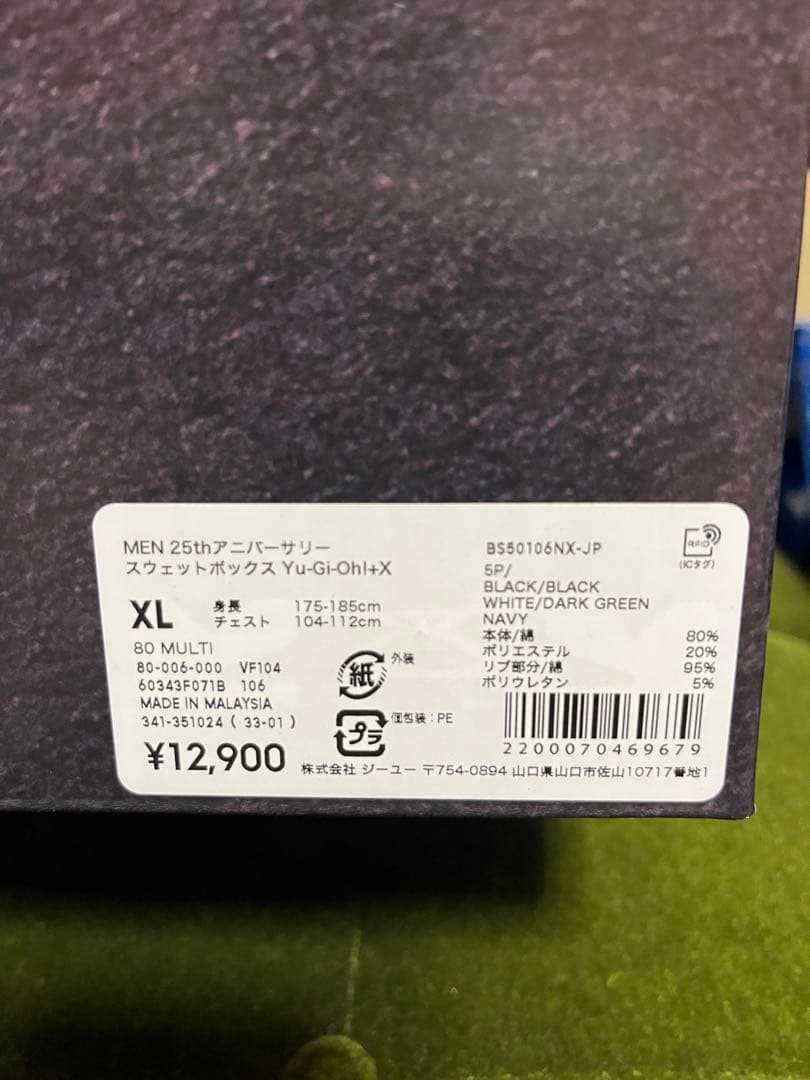 MEN 25thアニバーサリー
スウェットボックス Yu-Gi-Oh!+X
XL
身長 175-185cm
チェスト 104-112cm
80 MULTI
80-006-000 VF104
60343F071B 106
MADE IN MALAYSIA
341-351024 ( 33-01 )
¥12,900
紙 外装
プラ 個包装：PE
BS50106NX-JP
RFID
(ICタグ)
5P/
BLACK/BLACK
WHITE/DARK GREEN
NAVY
本体/綿 80%
ポリエステル 20%
リブ部分/綿 95%
ポリウレタン 5%
2200070469679
株式会社 ジーユー 〒754-0894 山口県山口市佐山10717番地1